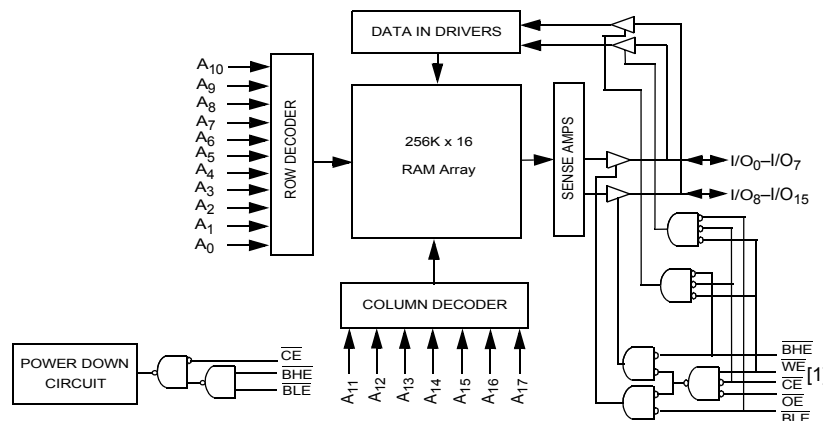 DATA IN DRIVERS
A10
A9
A8
A7
A6
A5
A4
A3
A2
A1
A0
ROW DECODER
256K x 16
RAM Array
SENSE AMPS
I/O0–I/O7
I/O8–I/O15
COLUMN DECODER
A11
A12
A13
A14
A15
A16
A17
POWER DOWN
CIRCUIT
CE
BHE
BLE
BHE
WE
CE [1
OE
BLE